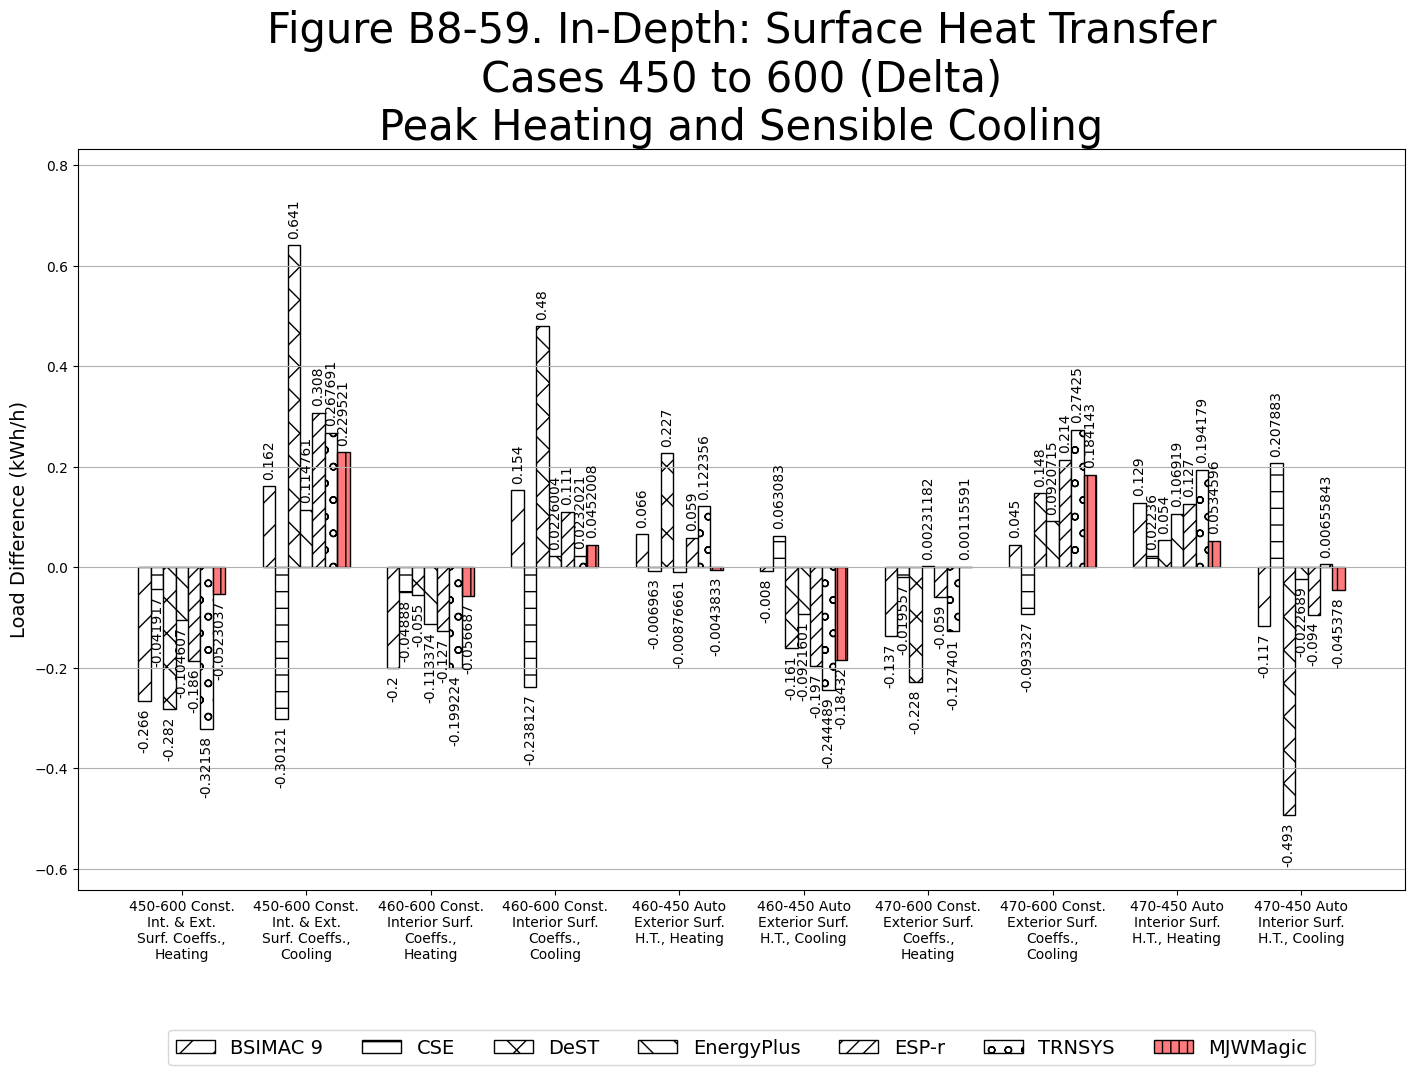 Figure B8-59. In-Depth: Surface Heat Transfer
Cases 450 to 600 (Delta)
Peak Heating and Sensible Cooling
Load Difference (kWh/h)
0.8
0.6
0.4
0.2
0.0
−0.2
−0.4
−0.6
-0.266
-0.041917
-0.282
-0.104607
-0.186
-0.32158
-0.0523037
0.162
-0.30121
0.641
0.114761
0.308
0.267691
0.229521
-0.2
-0.04888
-0.055
-0.113374
-0.127
-0.199224
-0.056687
0.154
-0.238127
0.48
0.0226004
0.111
0.0232021
0.0452008
0.066
-0.006963
0.227
-0.00876661
0.059
0.122356
-0.0043833
-0.008
0.063083
-0.161
-0.0921601
-0.197
-0.244489
-0.18432
-0.137
-0.019557
-0.228
0.00231182
-0.059
-0.127401
0.00115591
0.045
-0.093327
0.148
0.0920715
0.214
0.27425
0.184143
0.129
0.02236
0.054
0.106919
0.127
0.194179
0.0534596
-0.117
0.207883
-0.493
-0.022689
-0.094
0.00655843
-0.045378
450-600 Const.
Int. & Ext.
Surf. Coeffs.,
Heating
450-600 Const.
Int. & Ext.
Surf. Coeffs.,
Cooling
460-600 Const.
Interior Surf.
Coeffs.,
Heating
460-600 Const.
Interior Surf.
Coeffs.,
Cooling
460-450 Auto
Exterior Surf.
H.T., Heating
460-450 Auto
Exterior Surf.
H.T., Cooling
470-600 Const.
Exterior Surf.
Coeffs.,
Heating
470-600 Const.
Exterior Surf.
Coeffs.,
Cooling
470-450 Auto
Interior Surf.
H.T., Heating
470-450 Auto
Interior Surf.
H.T., Cooling
BSIMAC 9
CSE
DeST
EnergyPlus
ESP-r
TRNSYS
MJWMagic